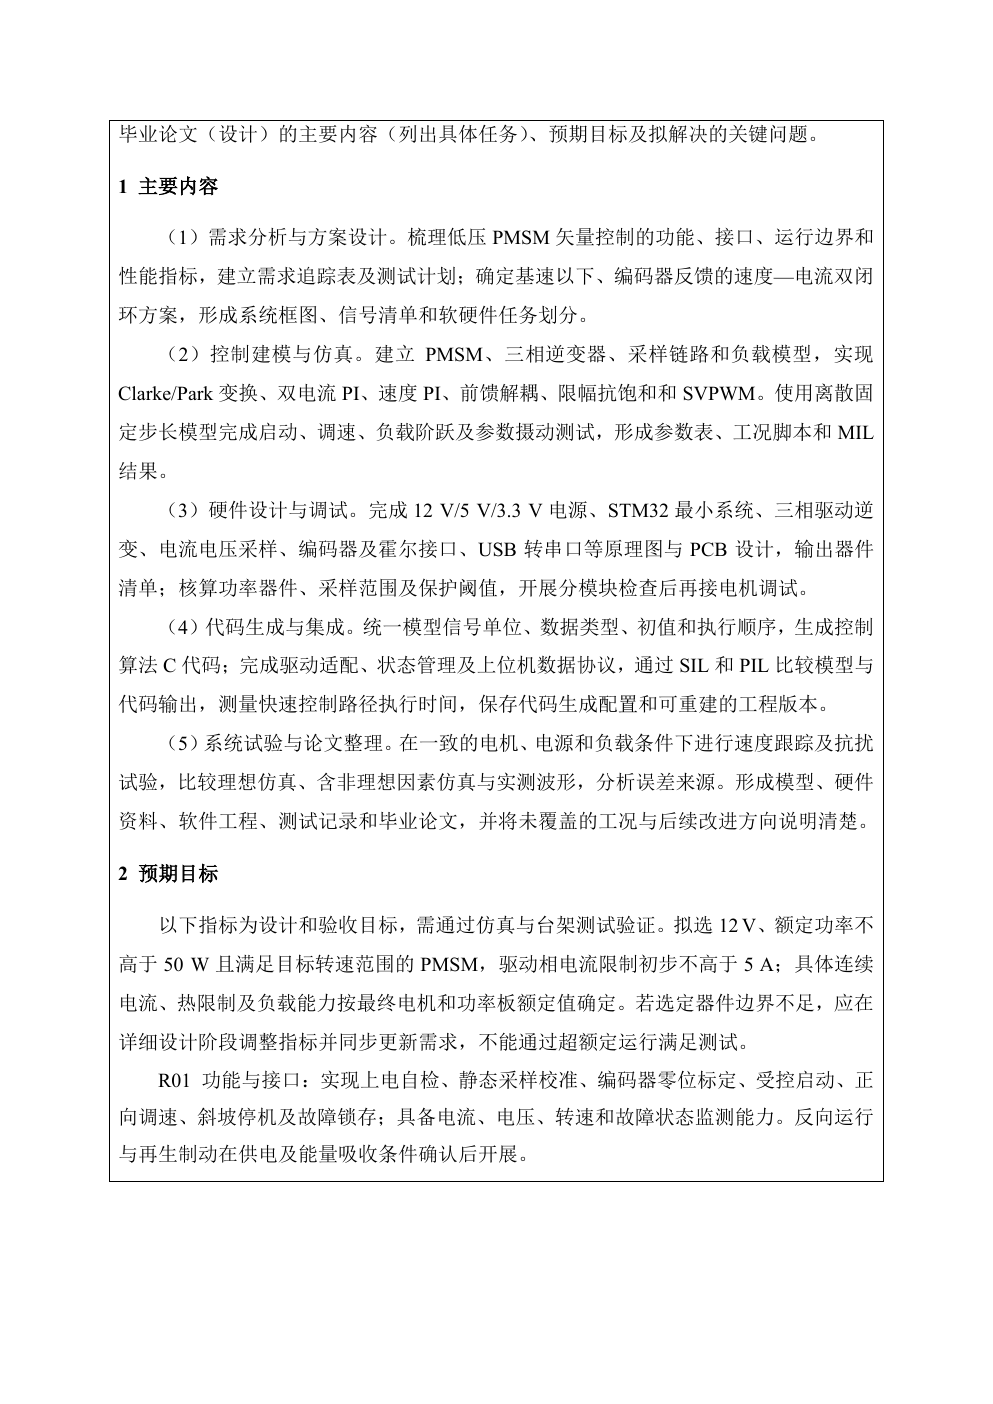 毕业论文（设计）的主要内容（列出具体任务）、预期目标及拟解决的关键问题。
1 主要内容
（1）需求分析与方案设计。梳理低压 PMSM 矢量控制的功能、接口、运行边界和
性能指标，建立需求追踪表及测试计划；确定基速以下、编码器反馈的速度—电流双闭
环方案，形成系统框图、信号清单和软硬件任务划分。
（2）控制建模与仿真。建立 PMSM、三相逆变器、采样链路和负载模型，实现
Clarke/Park 变换、双电流 PI、速度 PI、前馈解耦、限幅抗饱和和 SVPWM。使用离散固
定步长模型完成启动、调速、负载阶跃及参数摄动测试，形成参数表、工况脚本和 MIL
结果。
（3）硬件设计与调试。完成 12 V/5 V/3.3 V 电源、STM32 最小系统、三相驱动逆
变、电流电压采样、编码器及霍尔接口、USB 转串口等原理图与 PCB 设计，输出器件
清单；核算功率器件、采样范围及保护阈值，开展分模块检查后再接电机调试。
（4）代码生成与集成。统一模型信号单位、数据类型、初值和执行顺序，生成控制
算法 C 代码；完成驱动适配、状态管理及上位机数据协议，通过 SIL 和 PIL 比较模型与
代码输出，测量快速控制路径执行时间，保存代码生成配置和可重建的工程版本。
（5）系统试验与论文整理。在一致的电机、电源和负载条件下进行速度跟踪及抗扰
试验，比较理想仿真、含非理想因素仿真与实测波形，分析误差来源。形成模型、硬件
资料、软件工程、测试记录和毕业论文，并将未覆盖的工况与后续改进方向说明清楚。
2 预期目标
以下指标为设计和验收目标，需通过仿真与台架测试验证。拟选 12 V、额定功率不
高于 50 W 且满足目标转速范围的 PMSM，驱动相电流限制初步不高于 5 A；具体连续
电流、热限制及负载能力按最终电机和功率板额定值确定。若选定器件边界不足，应在
详细设计阶段调整指标并同步更新需求，不能通过超额定运行满足测试。
R01 功能与接口：实现上电自检、静态采样校准、编码器零位标定、受控启动、正
向调速、斜坡停机及故障锁存；具备电流、电压、转速和故障状态监测能力。反向运行
与再生制动在供电及能量吸收条件确认后开展。